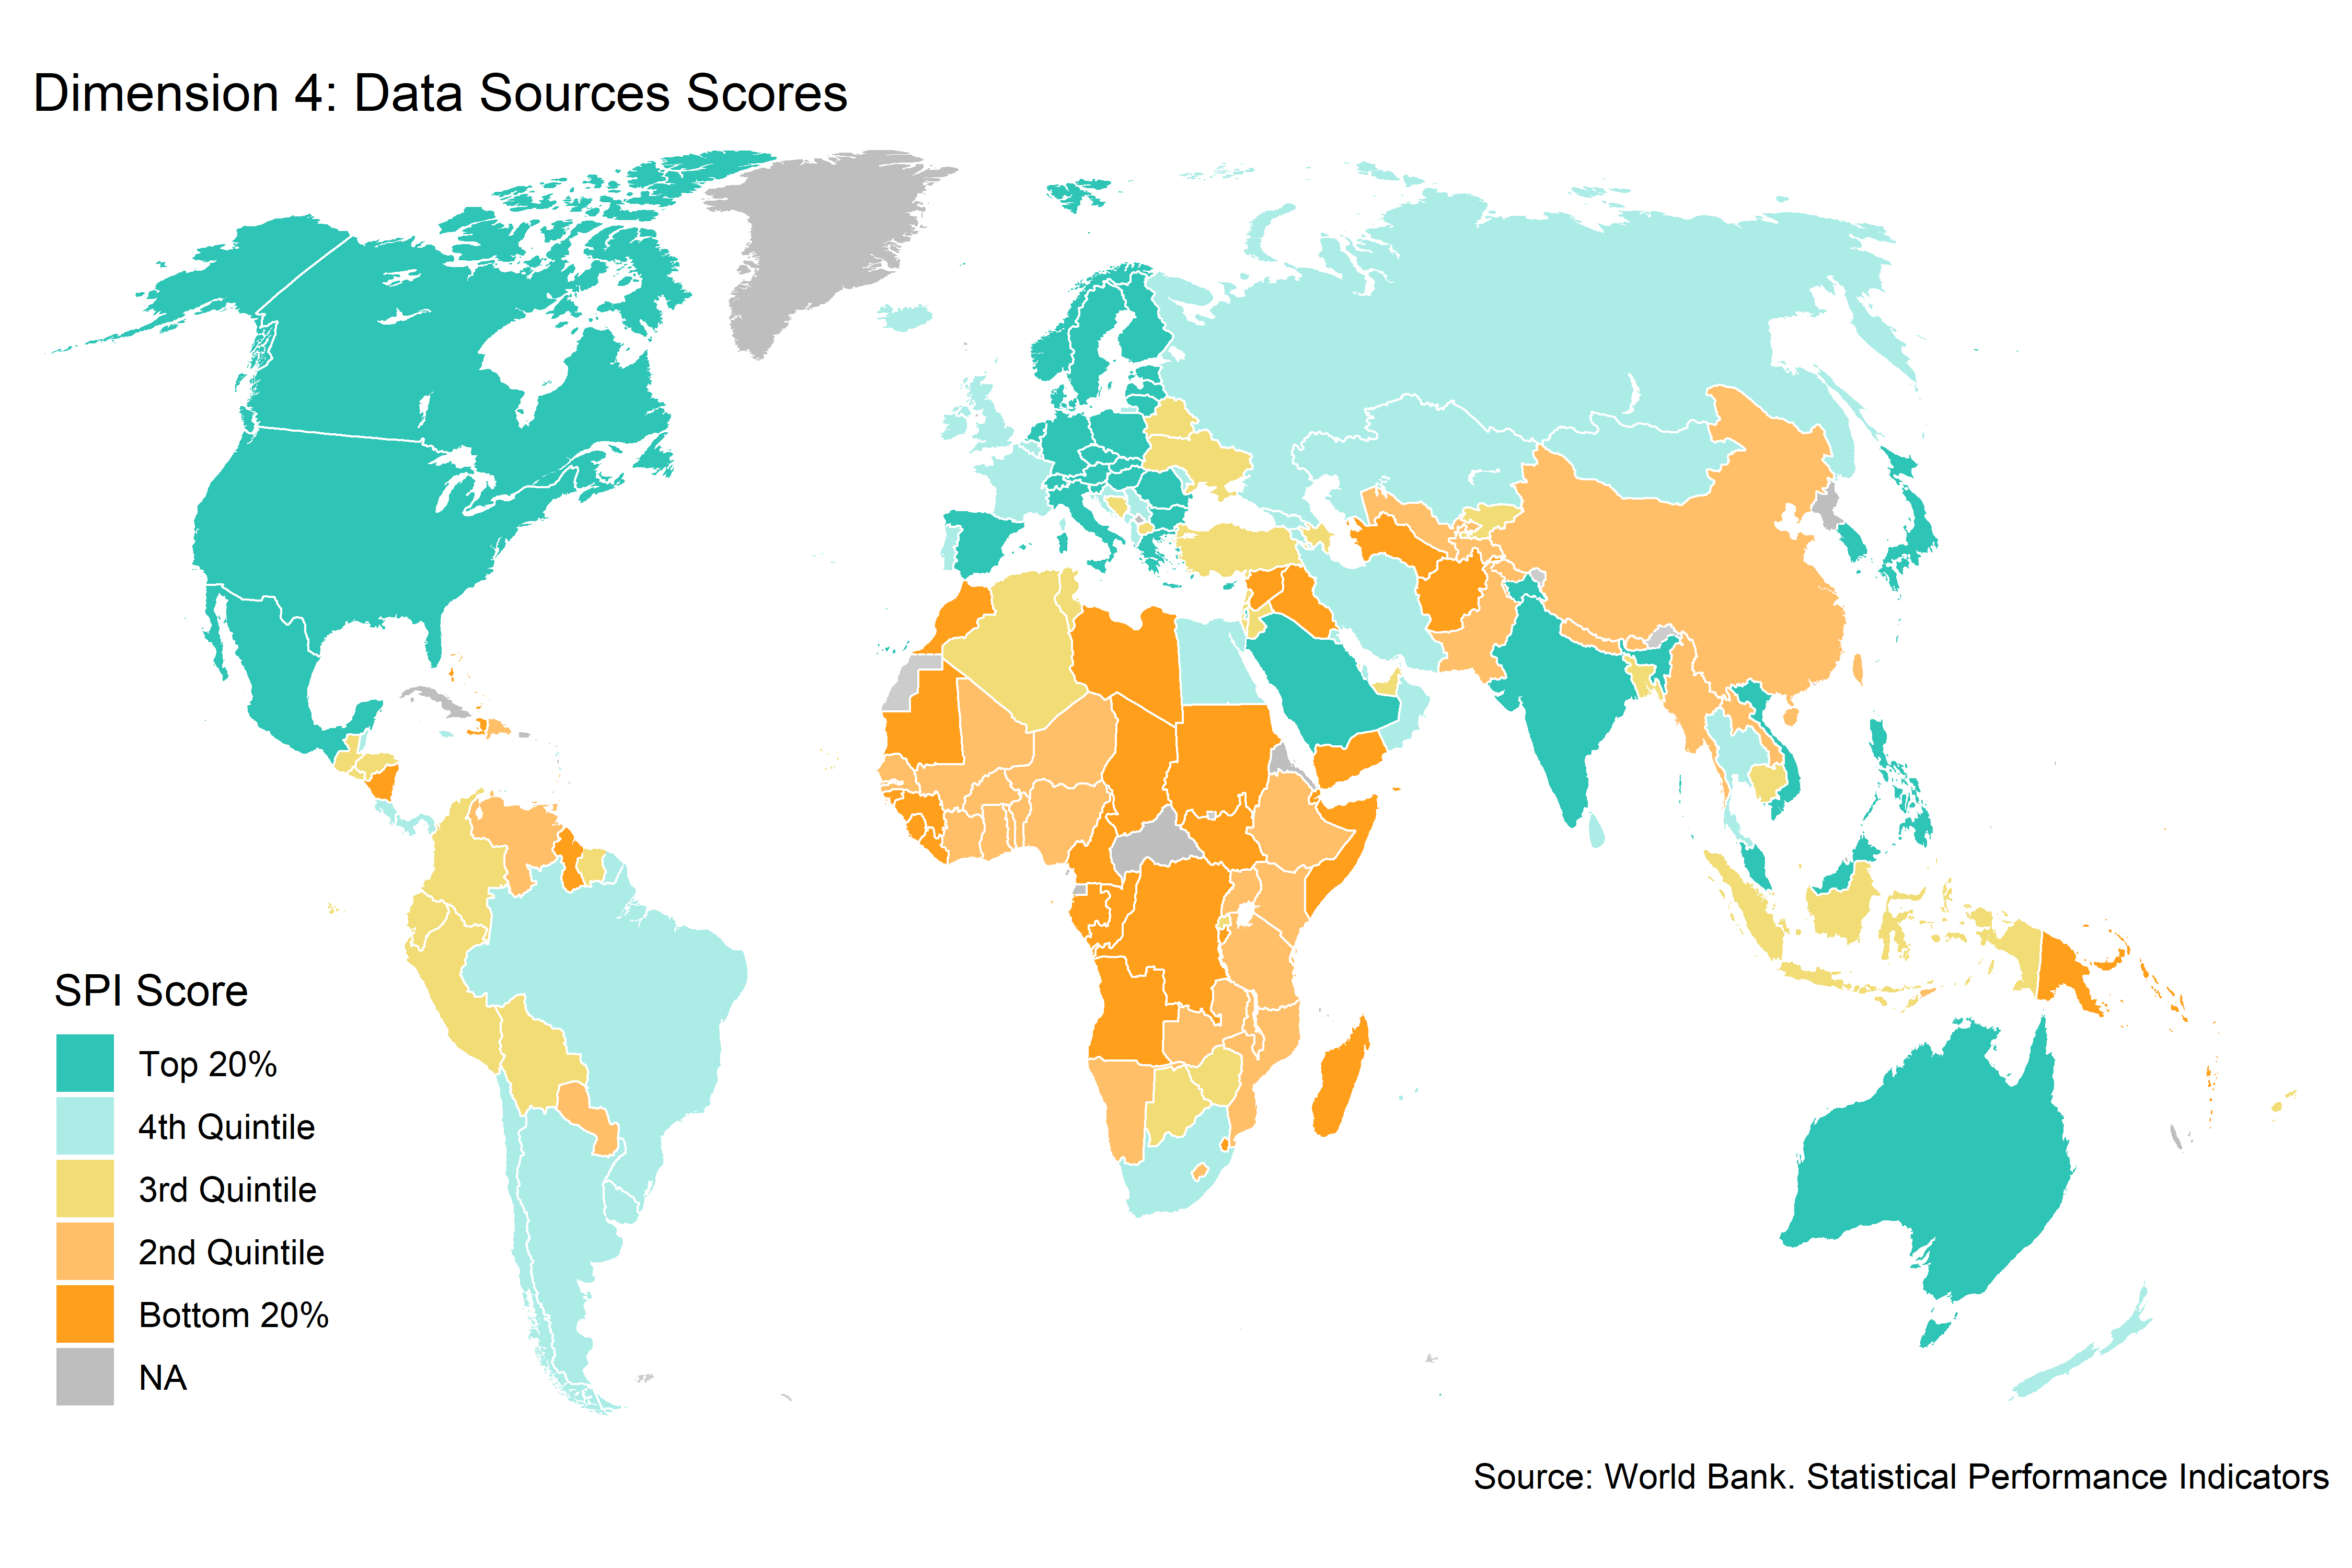 Dimension 4: Data Sources Scores
SPI Score
Top 20%
4th Quintile
3rd Quintile
2nd Quintile
Bottom 20%
NA
Source: World Bank. Statistical Performance Indicators